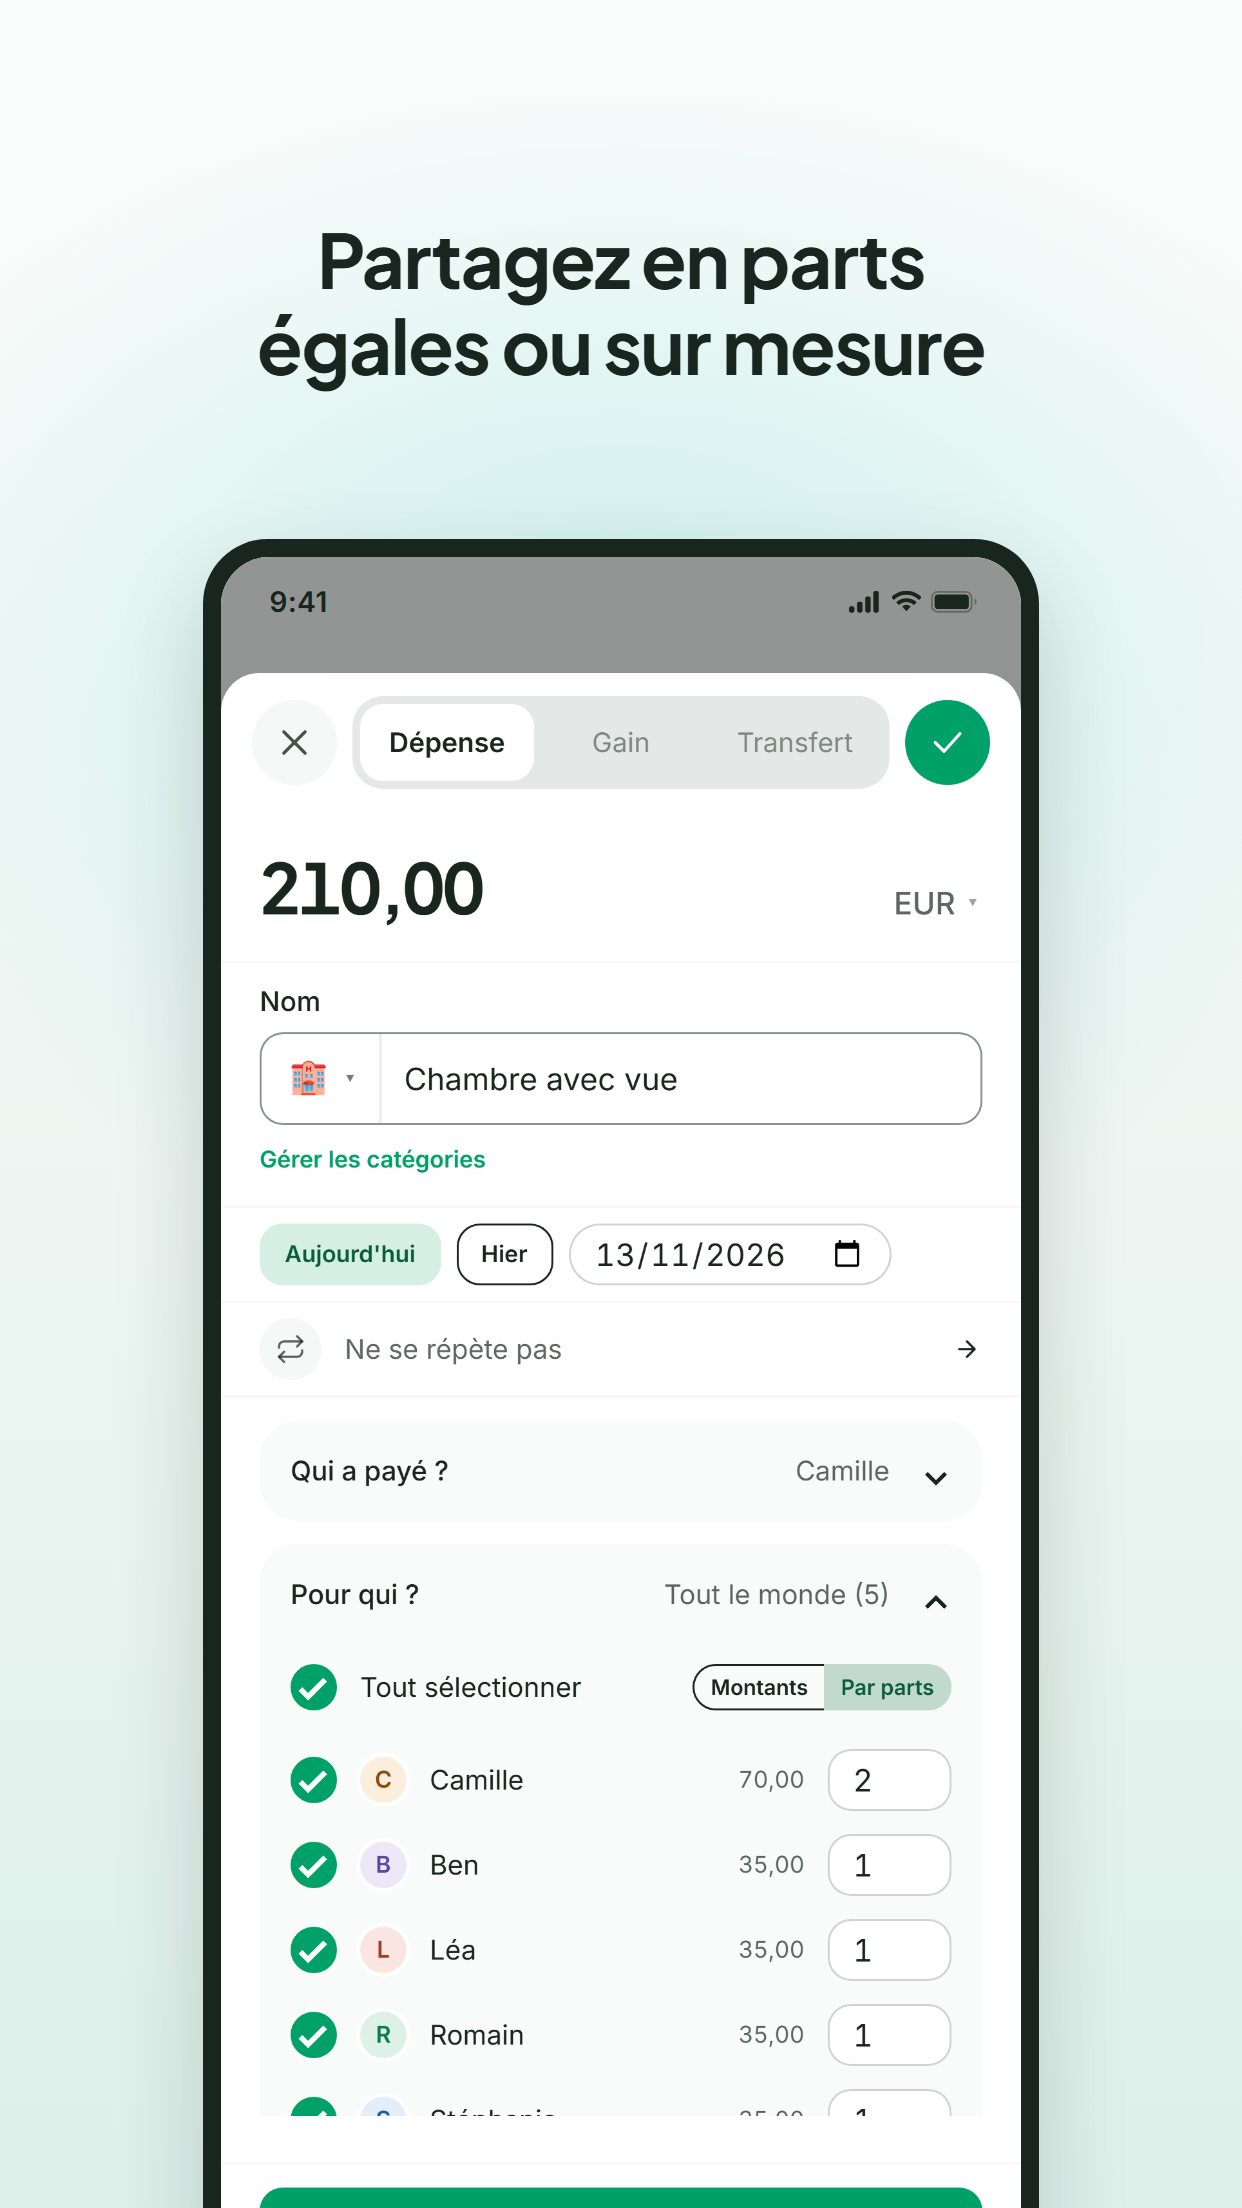 Partagez en parts
égales ou sur mesure
9:41
Dépense Gain Transfert
210,00 EUR
Nom
Chambre avec vue
Gérer les catégories
Aujourd'hui Hier 13/11/2026
Ne se répète pas
Qui a payé ? Camille
Pour qui ? Tout le monde (5)
Tout sélectionner Montants Par parts
C Camille 70,00 2
B Ben 35,00 1
L Léa 35,00 1
R Romain 35,00 1